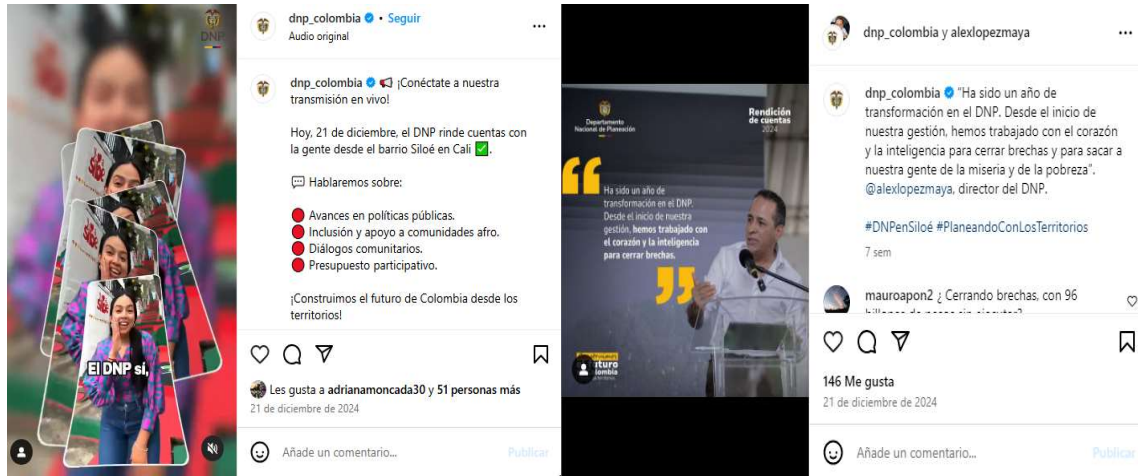 DNP
El DNP sí,
dnp_colombia • Seguir
Audio original
dnp_colombia 📢 ¡Conéctate a nuestra
transmisión en vivo!
Hoy, 21 de diciembre, el DNP rinde cuentas con
la gente desde el barrio Siloé en Cali ✅.
💬 Hablaremos sobre:
🔴 Avances en políticas públicas.
🔴 Inclusión y apoyo a comunidades afro.
🔴 Diálogos comunitarios.
🔴 Presupuesto participativo.
¡Construimos el futuro de Colombia desde los
territorios!
Les gusta a adrianamoncada30 y 51 personas más
21 de diciembre de 2024
Añade un comentario...
Publicar
Departamento
Nacional de Planeación
Rendición
de cuentas
2024
Ha sido un año de
transformación en el DNP.
Desde el inicio de nuestra
gestión, hemos trabajado con
el corazón y la inteligencia
para cerrar brechas.
dnp_colombia y alexlopezmaya
dnp_colombia "Ha sido un año de
transformación en el DNP. Desde el inicio de
nuestra gestión, hemos trabajado con el corazón
y la inteligencia para cerrar brechas y para sacar a
nuestra gente de la miseria y de la pobreza".
@alexlopezmaya, director del DNP.
#DNPenSiloé #PlaneandoConLosTerritorios
7 sem
mauroapon2 ¿ Cerrando brechas, con 96
146 Me gusta
21 de diciembre de 2024
Añade un comentario...
Publicar